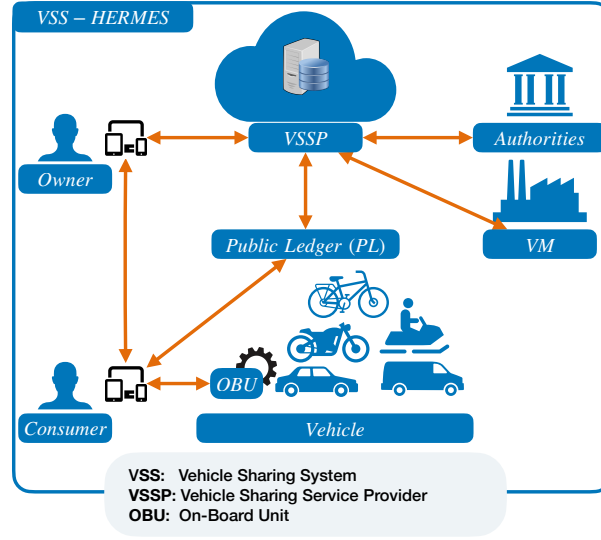 VSS – HERMES
VSSP
Authorities
Owner
Public Ledger (PL)
VM
OBU
Consumer
Vehicle
VSS: Vehicle Sharing System
VSSP: Vehicle Sharing Service Provider
OBU: On-Board Unit